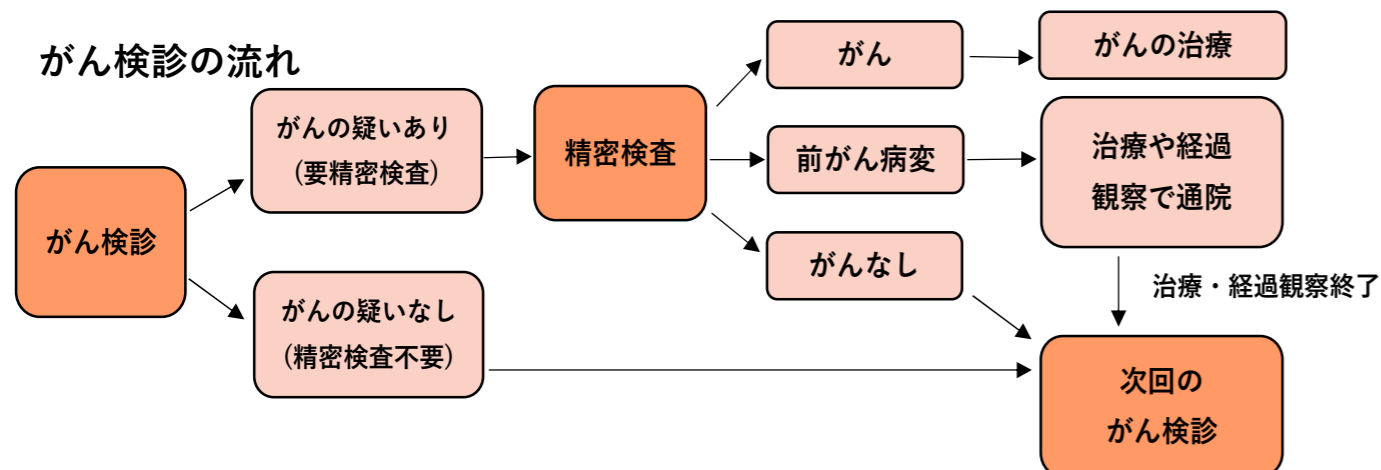 がん検診の流れ
がん検診
がんの疑いあり
(要精密検査)
がんの疑いなし
(精密検査不要)
精密検査
がん
前がん病変
がんなし
がんの治療
治療や経過
観察で通院
治療・経過観察終了
次回の
がん検診